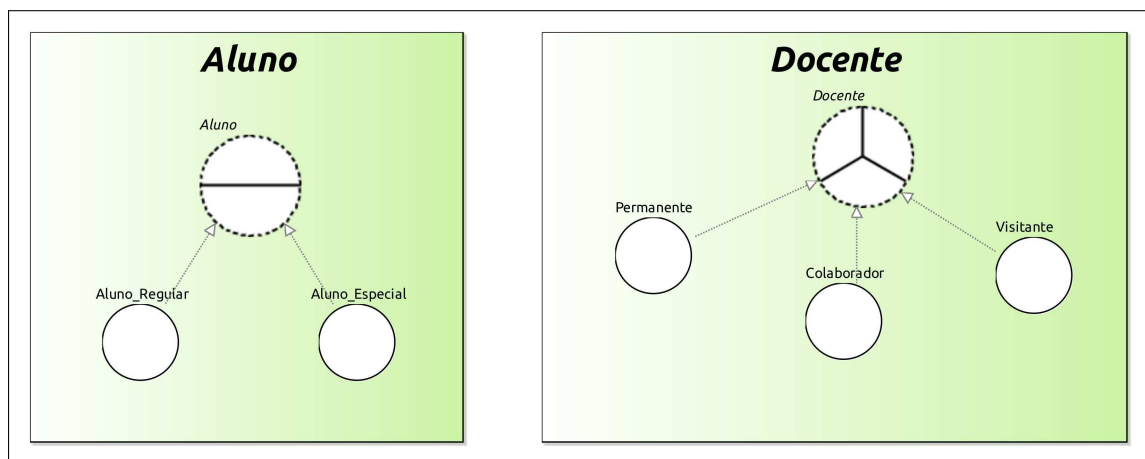 Aluno
Aluno
Aluno_Regular
Aluno_Especial
Docente
Docente
Permanente
Colaborador
Visitante